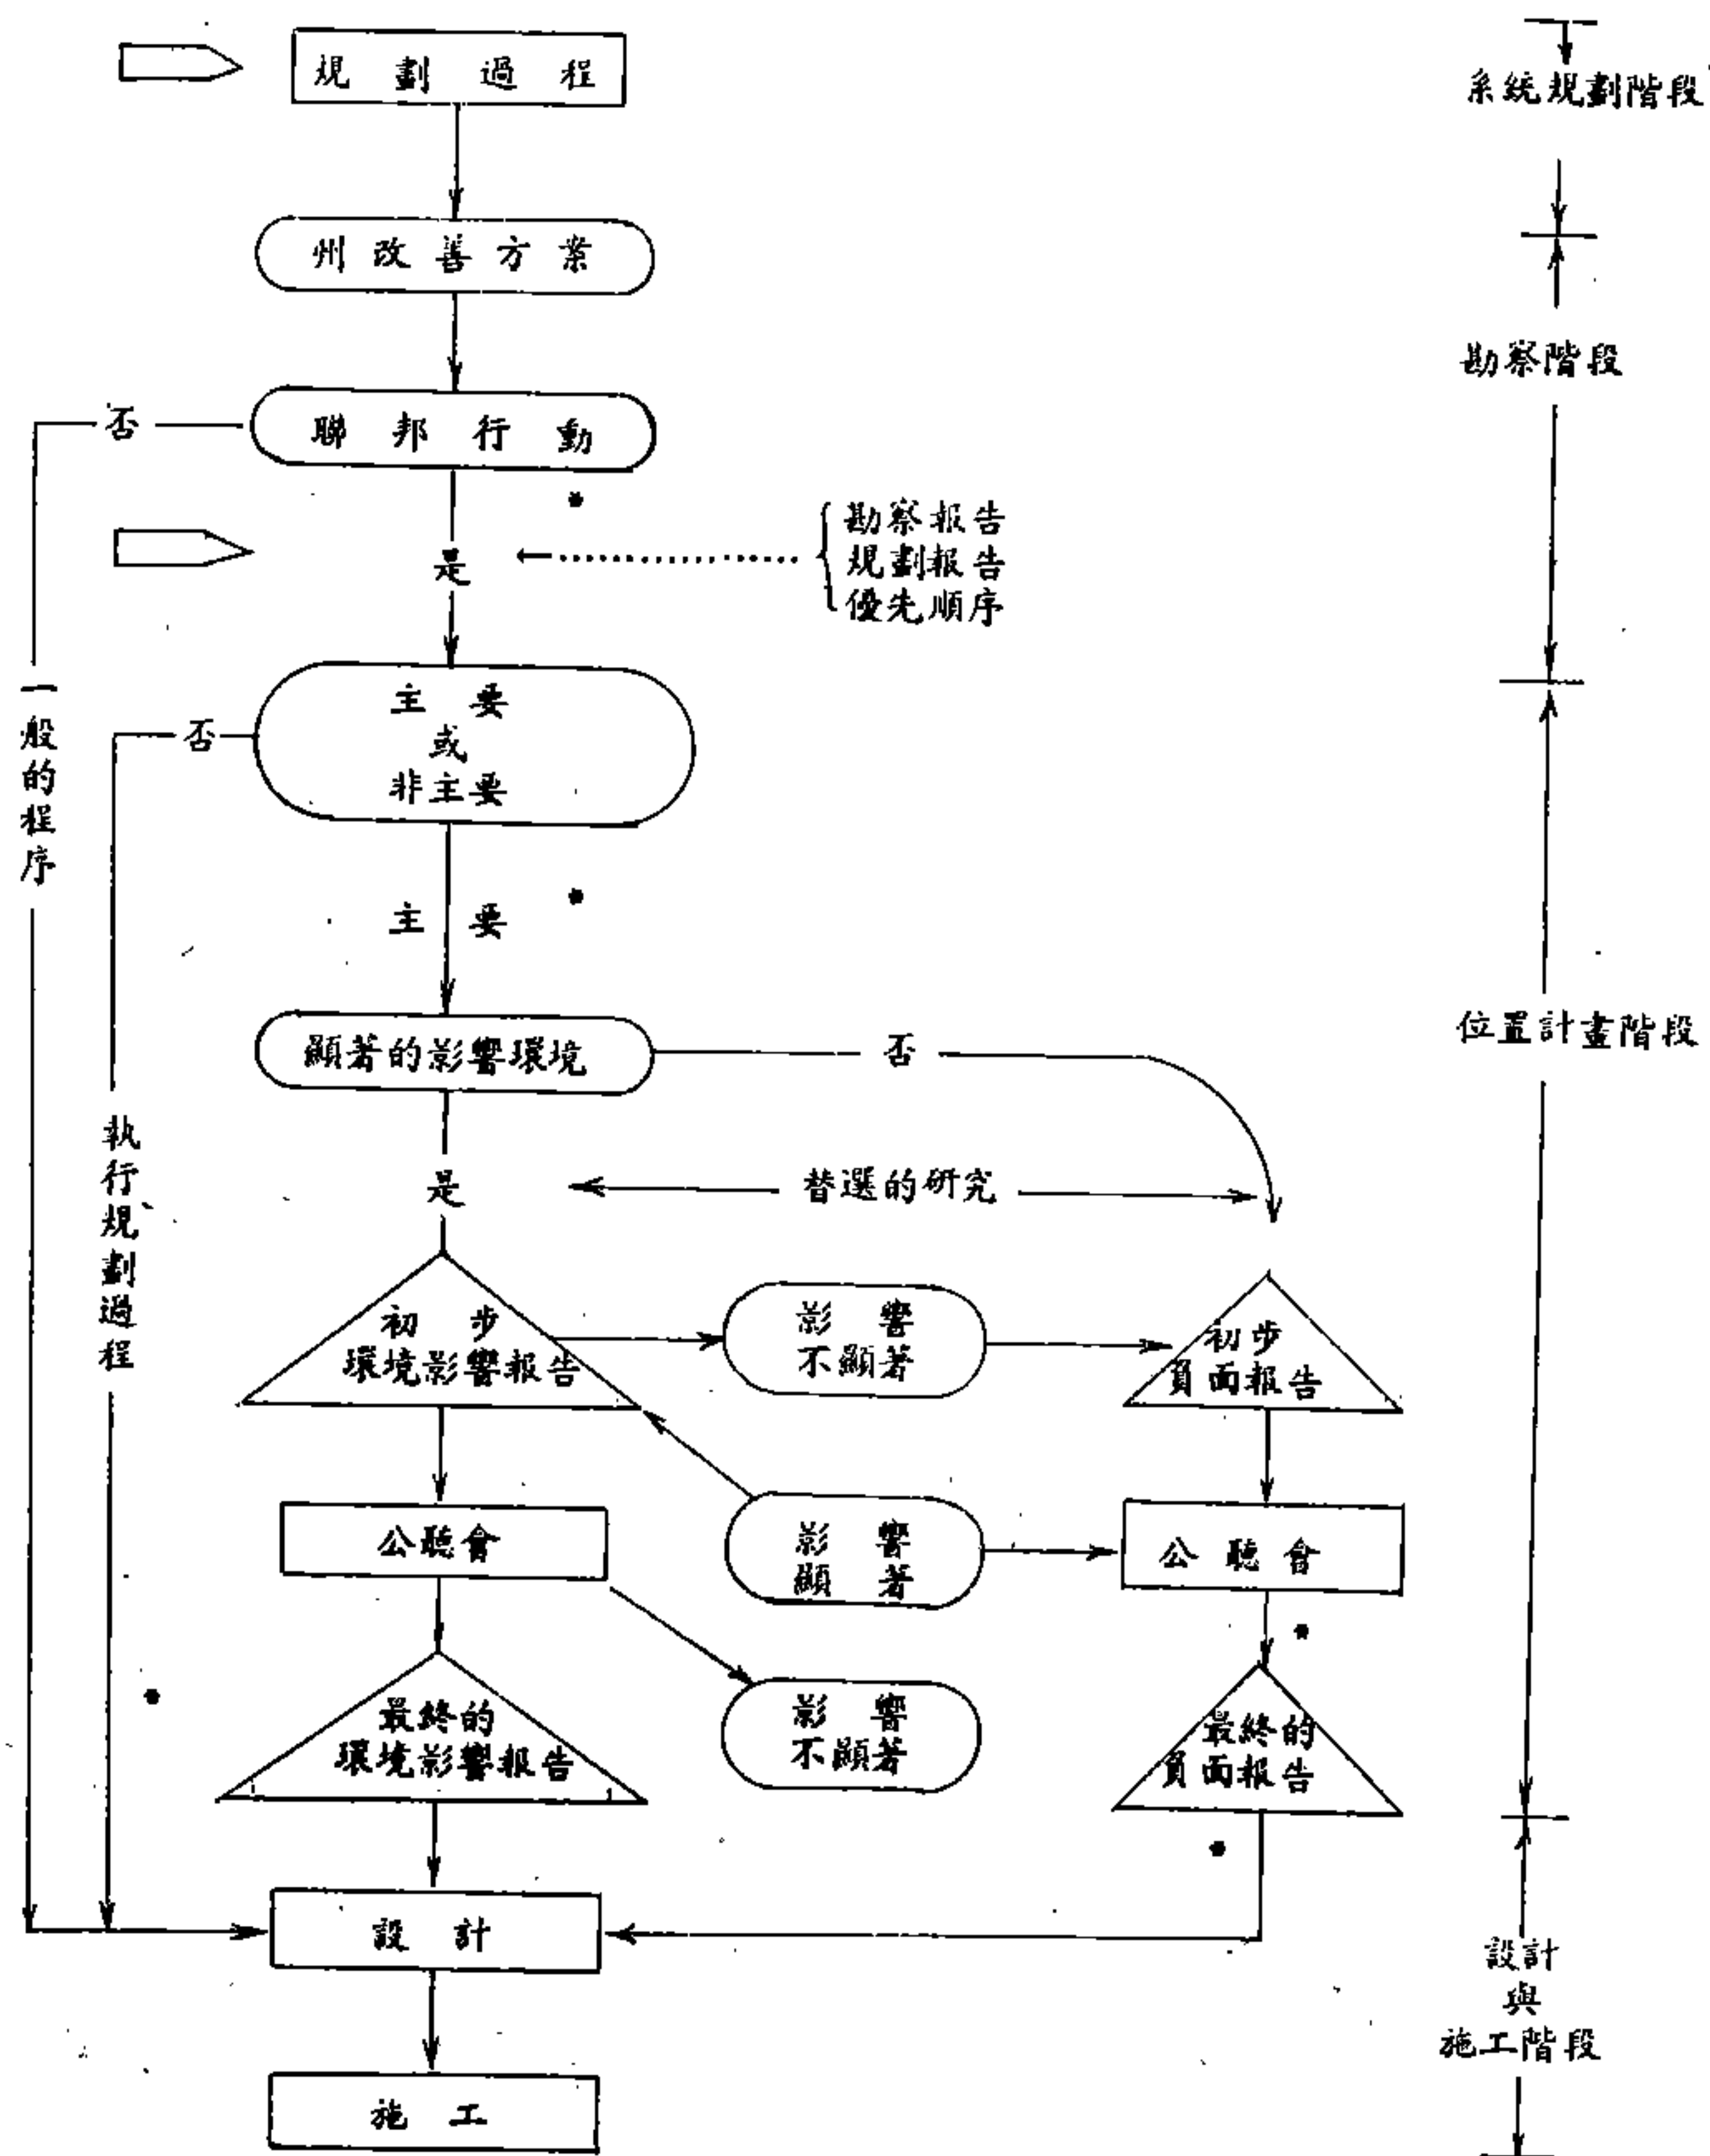 規劃過程
系統規劃階段
州改善方案
勘察階段
否
聯邦行動
是
勘察報告
規劃報告
優先順序
一般的程序
否
主要
或
非主要
主要
位置計畫階段
顯著的影響環境
否
執行規劃過程
是
替選的研究
初步
環境影響報告
影響
不顯著
初步
負面報告
公聽會
影響
顯著
公聽會
最終的
環境影響報告
影響
不顯著
最終的
負面報告
設計
設計
與
施工階段
施工